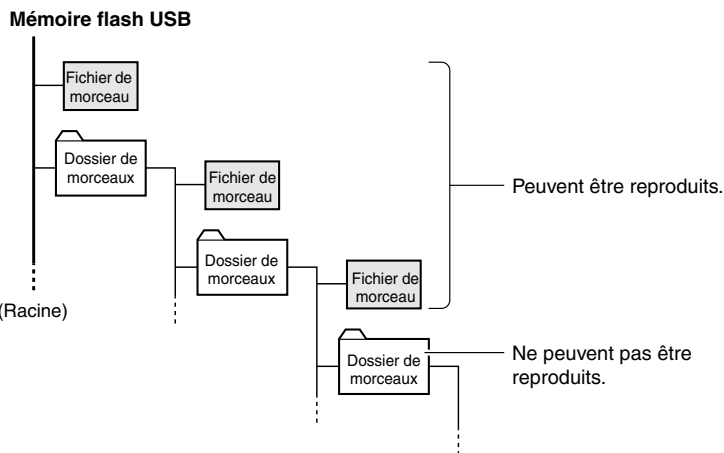 Mémoire flash USB
Fichier de
morceau
Dossier de
morceaux
Fichier de
morceau
Peuvent être reproduits.
Dossier de
morceaux
Fichier de
morceau
(Racine)
Dossier de
morceaux
Ne peuvent pas être
reproduits.